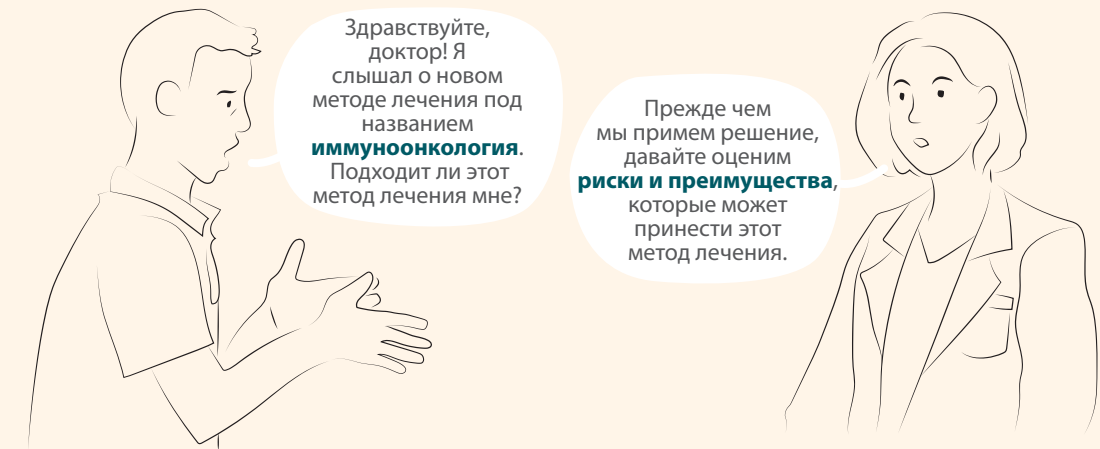 Здравствуйте,
доктор! Я
слышал о новом
методе лечения под
названием
иммуноонкология.
Подходит ли этот
метод лечения мне?
Прежде чем
мы примем решение,
давайте оценим
риски и преимущества,
которые может
принести этот
метод лечения.